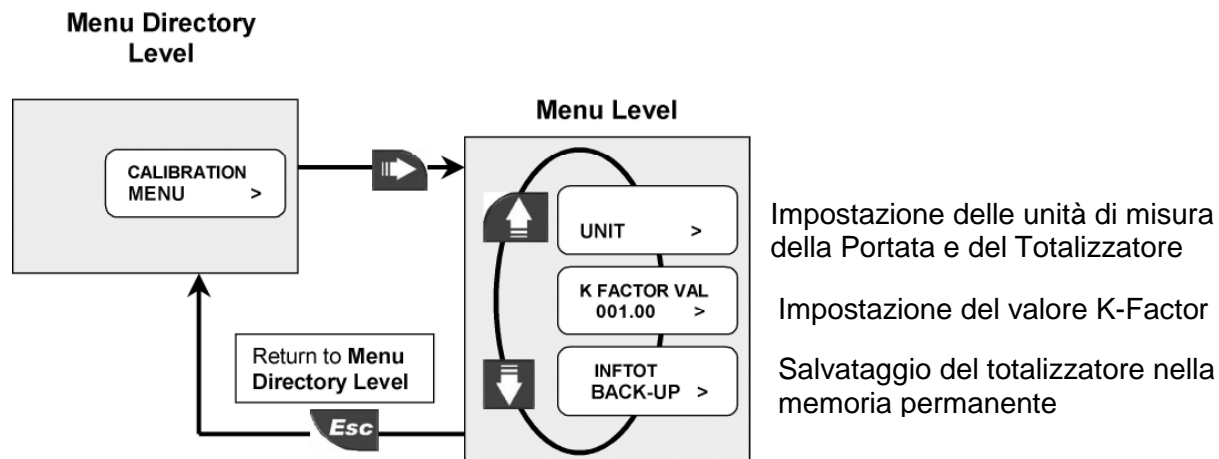 Menu Directory
Level
CALIBRATION
MENU >
Menu Level
UNIT >
K FACTOR VAL
001.00 >
INFTOT
BACK-UP >
Return to Menu
Directory Level
Esc
Impostazione delle unità di misura
della Portata e del Totalizzatore
Impostazione del valore K-Factor
Salvataggio del totalizzatore nella
memoria permanente